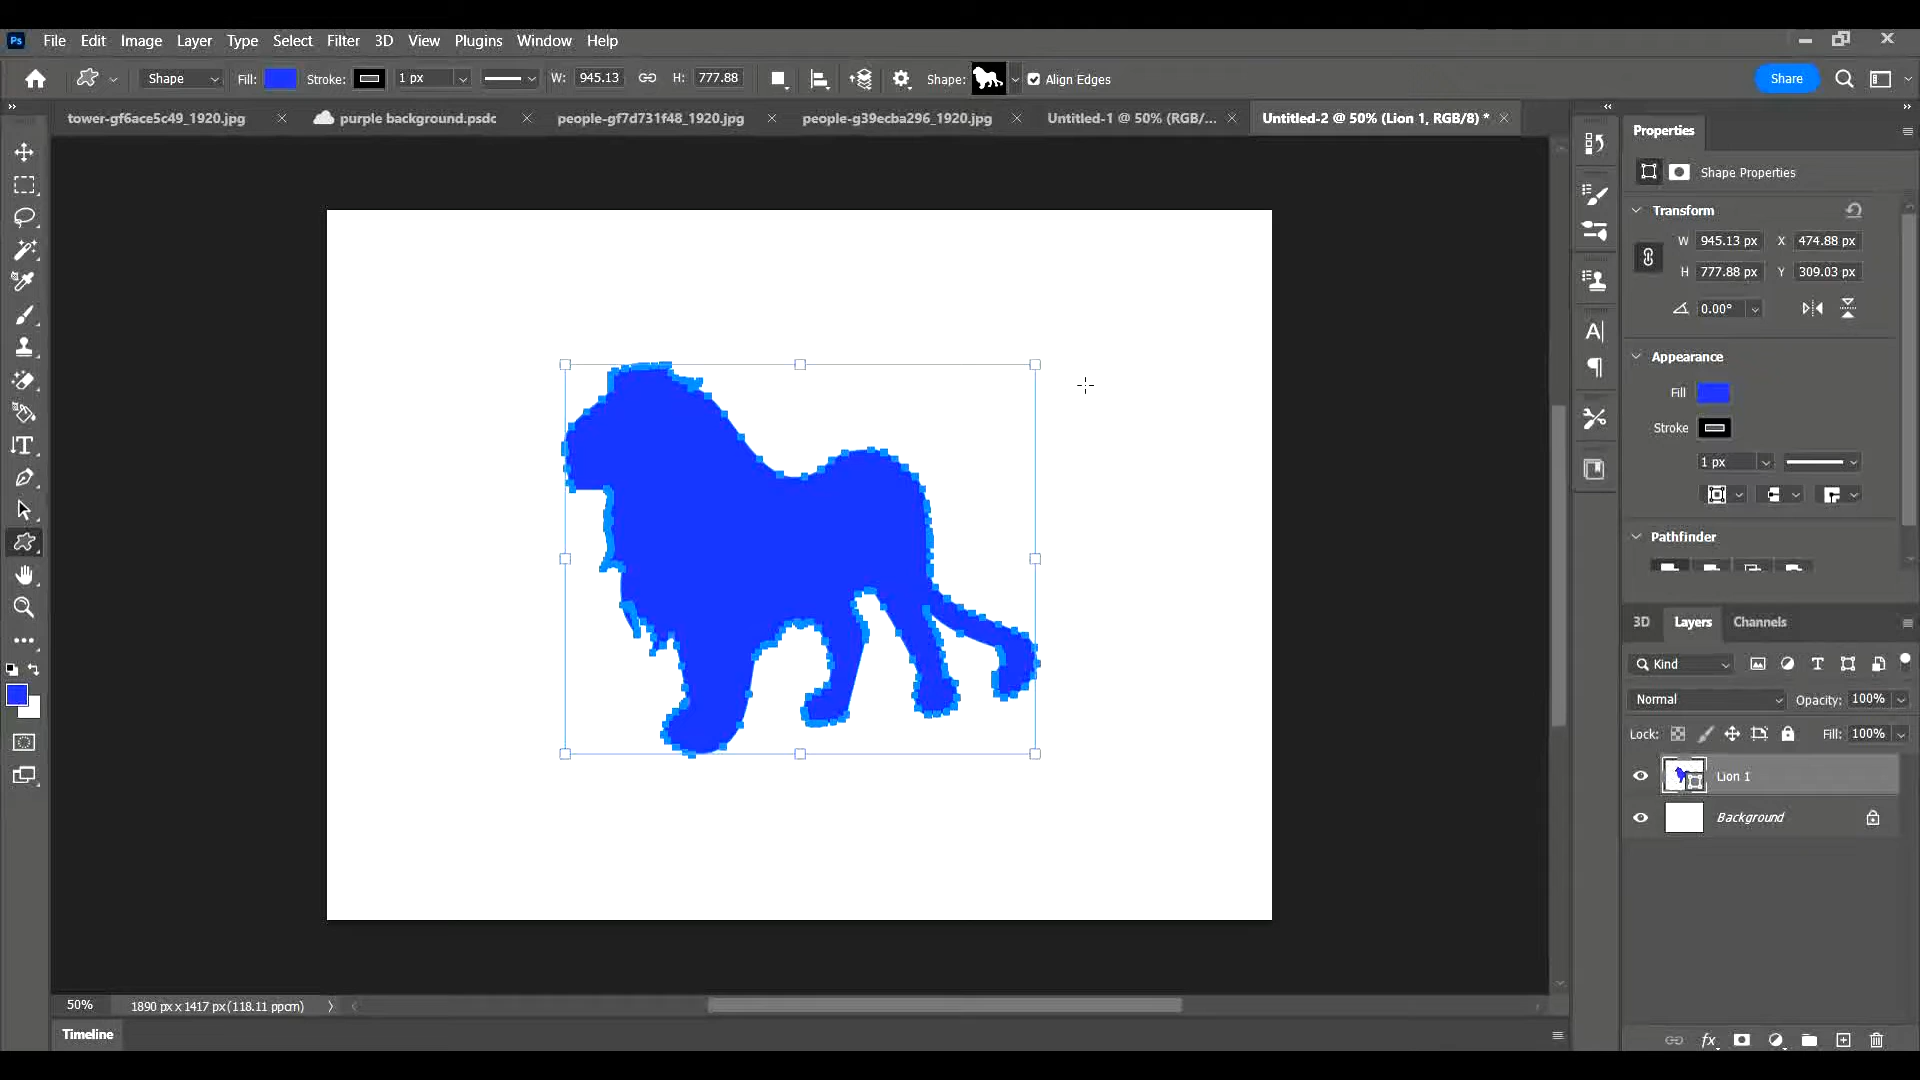 Ps File Edit Image Layer Type Select Filter 3D View Plugins Window Help
Shape Fill: Stroke: 1 px W: 945.13 H: 777.88 Shape: Align Edges Share
tower-gf6ace5c49_1920.jpg purple background.psdc people-gf7d731f48_1920.jpg people-g39ecba296_1920.jpg Untitled-1 @ 50% (RGB/... Untitled-2 @ 50% (Lion 1, RGB/8) *
Properties
Shape Properties
Transform
W 945.13 px X 474.88 px
H 777.88 px Y 309.03 px
0.00°
Appearance
Fill
Stroke
1 px
Pathfinder
3D Layers Channels
Kind
Normal Opacity: 100%
Lock: Fill: 100%
Lion 1
Background
50% 1890 px x 1417 px (118.11 ppcm)
Timeline
fx